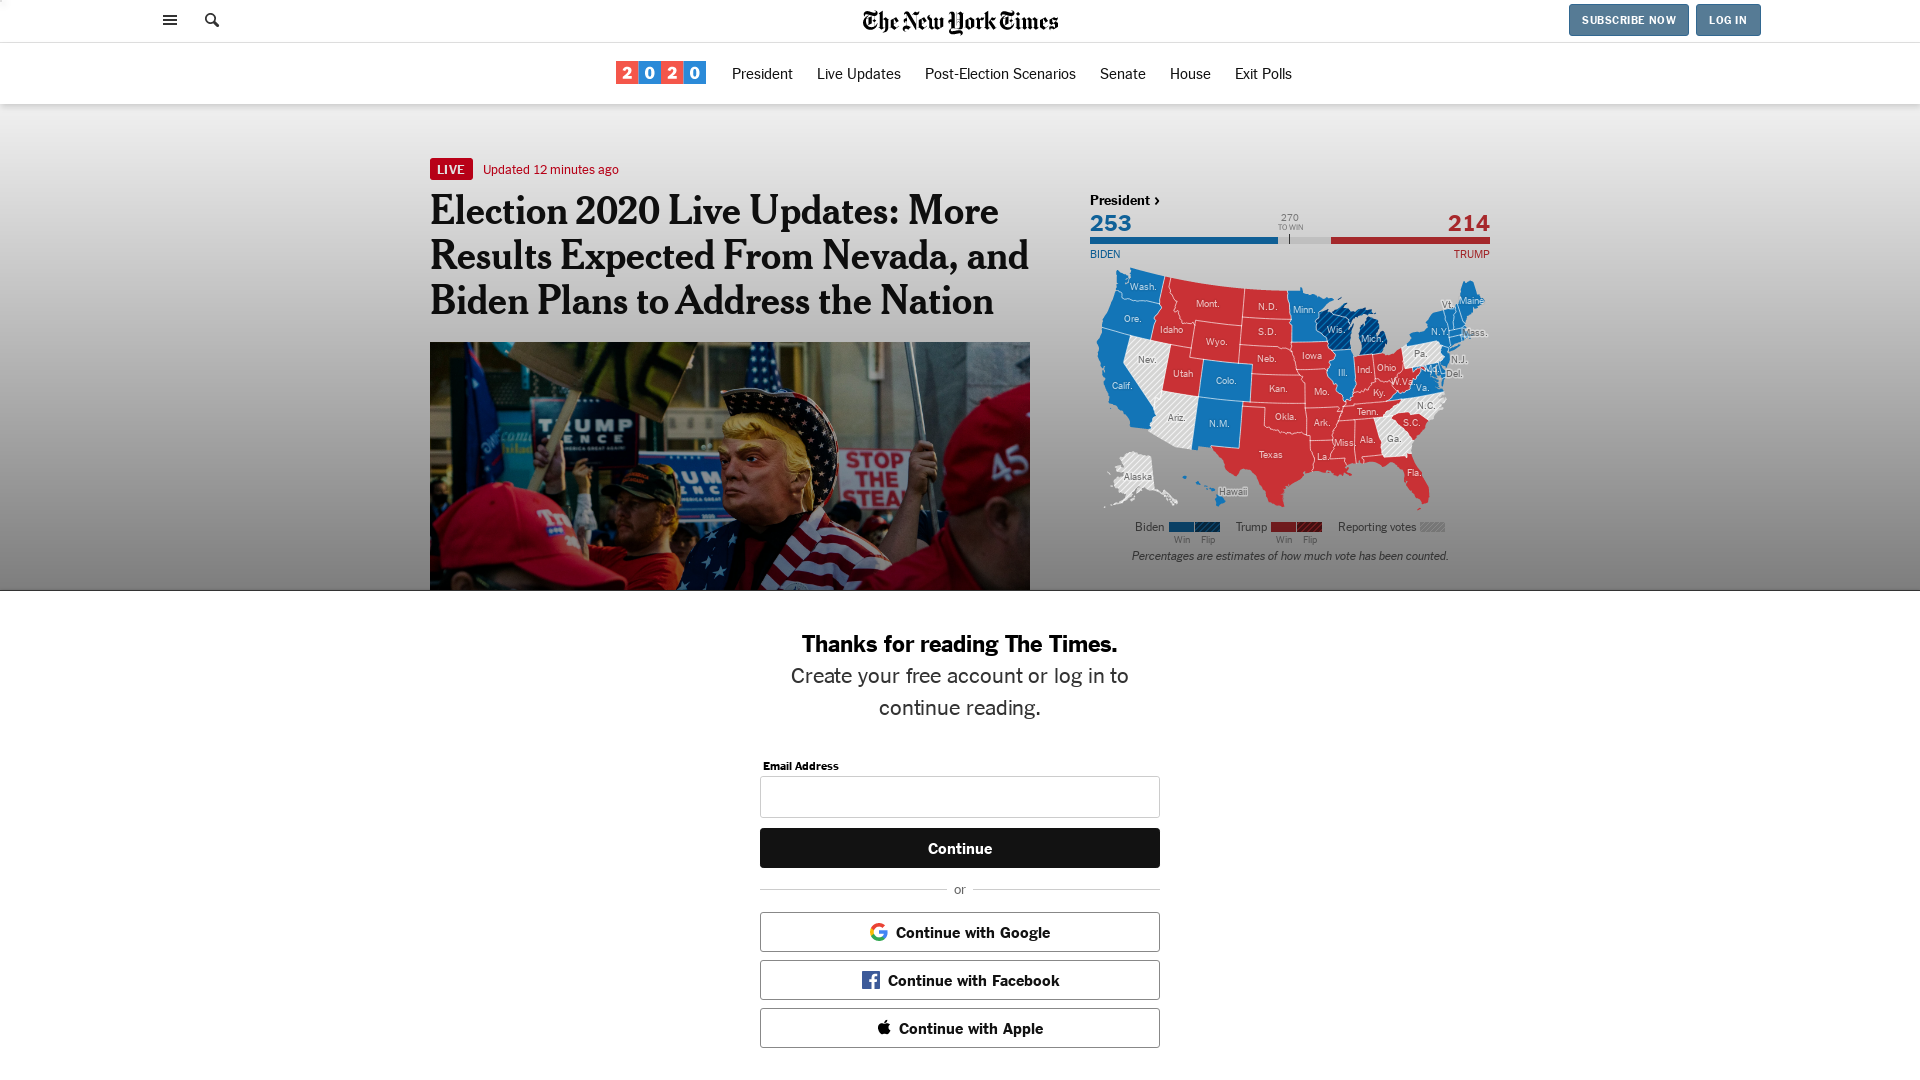 The New York Times
SUBSCRIBE NOW
LOG IN
2020
President
Live Updates
Post-Election Scenarios
Senate
House
Exit Polls
LIVE
Updated 12 minutes ago
Election 2020 Live Updates: More
Results Expected From Nevada, and
Biden Plans to Address the Nation
TRUMP
STOP
THE
STEAL
45
President ›
253
270
TO WIN
214
BIDEN
TRUMP
Wash.
Ore.
Calif.
Nev.
Idaho
Mont.
Wyo.
Utah
Ariz.
Colo.
N.M.
N.D.
S.D.
Neb.
Kan.
Okla.
Texas
Minn.
Iowa
Mo.
Ark.
La.
Wis.
Ill.
Mich.
Ind.
Ohio
Ky.
Tenn.
Miss.
Ala.
Ga.
Fla.
S.C.
N.C.
Va.
W.Va.
Md.
Del.
Pa.
N.J.
N.Y.
Vt.
Maine
Mass.
Alaska
Hawaii
Biden
Win
Flip
Trump
Win
Flip
Reporting votes
Percentages are estimates of how much vote has been counted.
Thanks for reading The Times.
Create your free account or log in to
continue reading.
Email Address
Continue
or
Continue with Google
Continue with Facebook
Continue with Apple